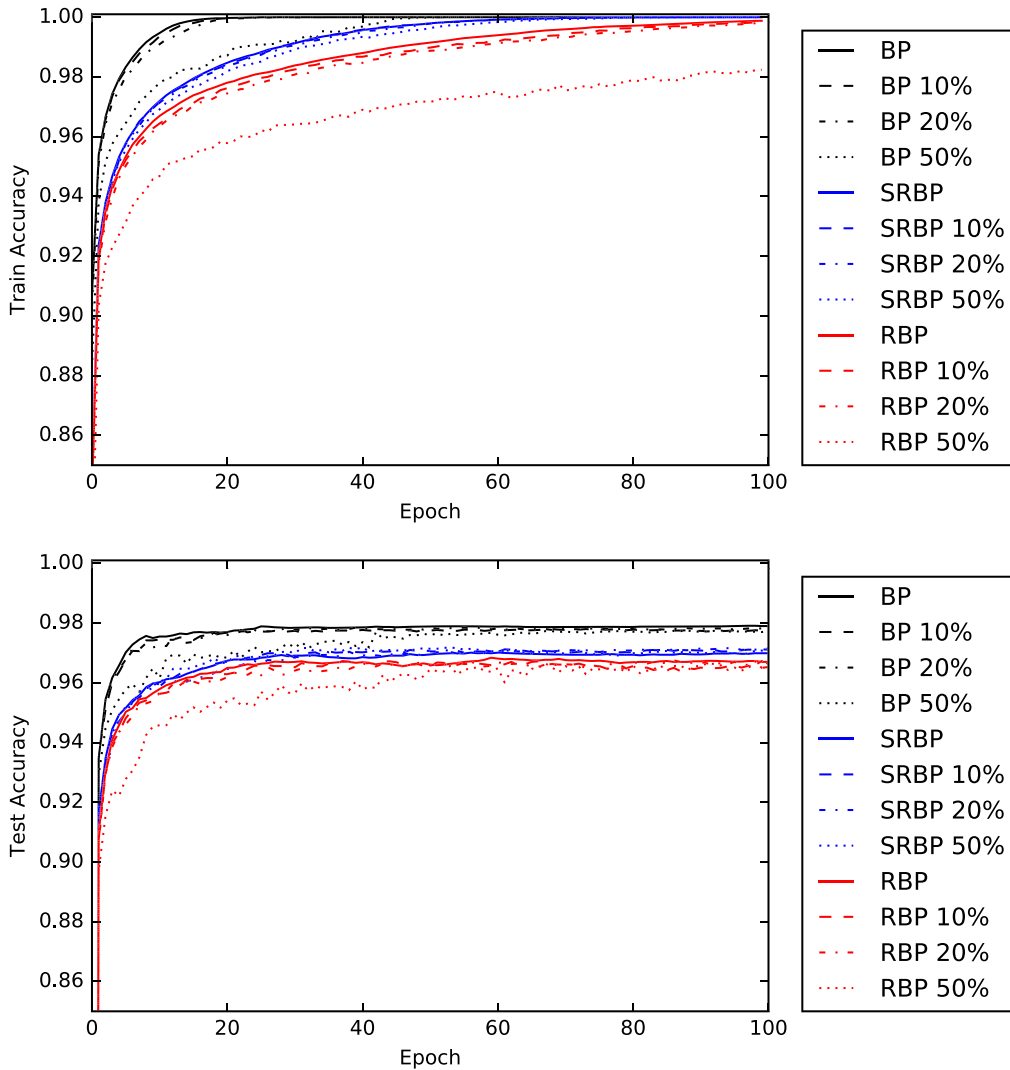 1.00
0.98
0.96
0.94
0.92
0.90
0.88
0.86
Train Accuracy
0
20
40
60
80
100
Epoch
BP
BP 10%
BP 20%
BP 50%
SRBP
SRBP 10%
SRBP 20%
SRBP 50%
RBP
RBP 10%
RBP 20%
RBP 50%
1.00
0.98
0.96
0.94
0.92
0.90
0.88
0.86
Test Accuracy
0
20
40
60
80
100
Epoch
BP
BP 10%
BP 20%
BP 50%
SRBP
SRBP 10%
SRBP 20%
SRBP 50%
RBP
RBP 10%
RBP 20%
RBP 50%